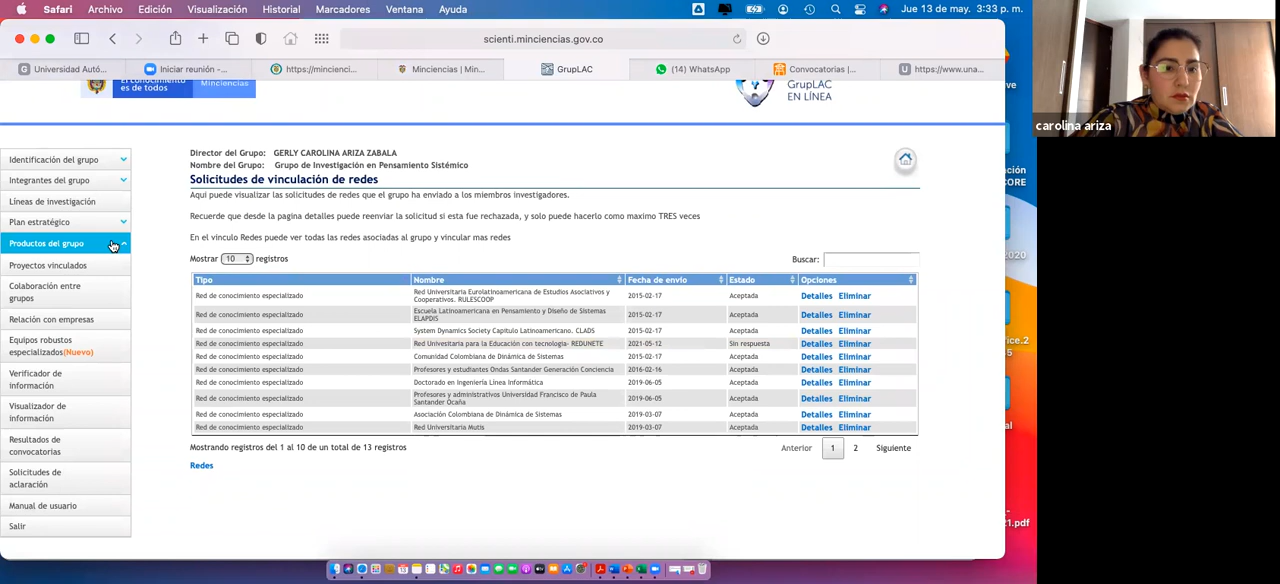 Safari Archivo Edición Visualización Historial Marcadores Ventana Ayuda
Jue 13 de may. 3:33 p. m.
scienti.minciencias.gov.co
Universidad Autó...
Iniciar reunión -...
https://mincienci...
Minciencias | Min...
GrupLAC
(14) WhatsApp
Convocatorias |...
https://www.una...
El conocimiento
es de todos
Minciencias
GrupLAC
EN LÍNEA
carolina ariza
Identificación del grupo
Integrantes del grupo
Líneas de investigación
Plan estratégico
Productos del grupo
Proyectos vinculados
Colaboración entre
grupos
Relación con empresas
Equipos robustos
especializados(Nuevo)
Verificador de
información
Visualizador de
información
Resultados de
convocatorias
Solicitudes de
aclaración
Manual de usuario
Salir
Director del Grupo: GERLY CAROLINA ARIZA ZABALA
Nombre del Grupo: Grupo de Investigación en Pensamiento Sistémico
Solicitudes de vinculación de redes
Aqui puede visualizar las solicitudes de redes que el grupo ha enviado a los miembros investigadores.
Recuerde que desde la pagina detalles puede reenviar la solicitud si esta fue rechazada, y solo puede hacerlo como maximo TRES veces
En el vinculo Redes puede ver todas las redes asociadas al grupo y vincular mas redes
Mostrar 10 registros
Buscar:
Tipo Nombre Fecha de envio Estado Opciones
Red de conocimiento especializado Red Universitaria Eurolatinoamericana de Estudios Asociativos y 2015-02-17 Aceptada Detalles Eliminar
Cooperativos. RULESCOOP
Red de conocimiento especializado Escuela Latinoamericana en Pensamiento y Diseño de Sistemas 2015-02-17 Aceptada Detalles Eliminar
ELAPDIS
Red de conocimiento especializado System Dynamics Society Capitulo Latinoamericano. CLADS 2015-02-17 Aceptada Detalles Eliminar
Red de conocimiento especializado Red Univesitaria para la Educación con tecnologia- REDUNETE 2021-05-12 Sin respuesta Detalles Eliminar
Red de conocimiento especializado Comunidad Colombiana de Dinámica de Sistemas 2015-02-17 Aceptada Detalles Eliminar
Red de conocimiento especializado Profesores y estudiantes Ondas Santander Generación Conciencia 2016-02-16 Aceptada Detalles Eliminar
Red de conocimiento especializado Doctorado en Ingeniería Línea Informática 2019-06-05 Aceptada Detalles Eliminar
Red de conocimiento especializado Profesores y administrativos Universidad Francisco de Paula 2019-06-05 Aceptada Detalles Eliminar
Santander Ocaña
Red de conocimiento especializado Asociación Colombiana de Dinámica de Sistemas 2019-03-07 Aceptada Detalles Eliminar
Red de conocimiento especializado Red Universitaria Mutis 2019-03-07 Aceptada Detalles Eliminar
Mostrando registros del 1 al 10 de un total de 13 registros
Anterior 1 2 Siguiente
Redes